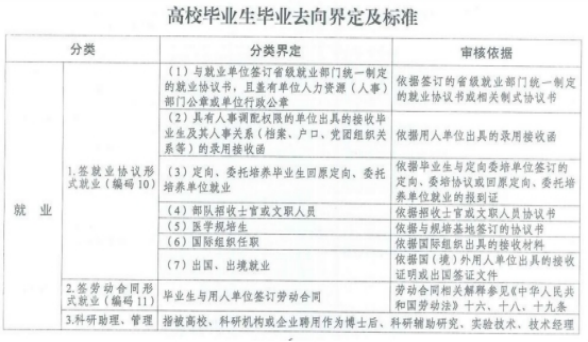 高校毕业生毕业去向界定及标准
分类
分类界定
审核依据
就 业
1.签就业协议形
式就业（编码10）
（1）与就业单位签订省级就业部门统一制定
的就业协议书，且盖有单位人力资源（人事）
部门公章或单位行政公章
依据签订的省级就业部门统一制定
的就业协议书或相关制式协议书
（2）具有人事调配权限的单位出具的接收毕
业生及其人事关系（档案、户口、党团组织关
系等）的录用接收函
依据用人单位出具的录用接收函
（3）定向、委托培养毕业生回原定向、委托
培养单位就业
依据毕业生与定向委培单位签订的
定向、委培协议或回原定向、委托培
养单位就业的报到证
（4）部队招收士官或文职人员
依据招收士官或文职人员协议书
（5）医学规培生
依据与规培基地签订的协议书
（6）国际组织任职
依据国际组织出具的接收材料
（7）出国、出境就业
依据国（境）外用人单位出具的接收
证明或出国签证文件
2.签劳动合同形
式就业（编码11）
毕业生与用人单位签订劳动合同
劳动合同相关解释参见《中华人民共
和国劳动法》十六、十八、十九条
3.科研助理、管理
指被高校、科研机构或企业聘用作为博士后、科研辅助研究、实验技术、技术经理